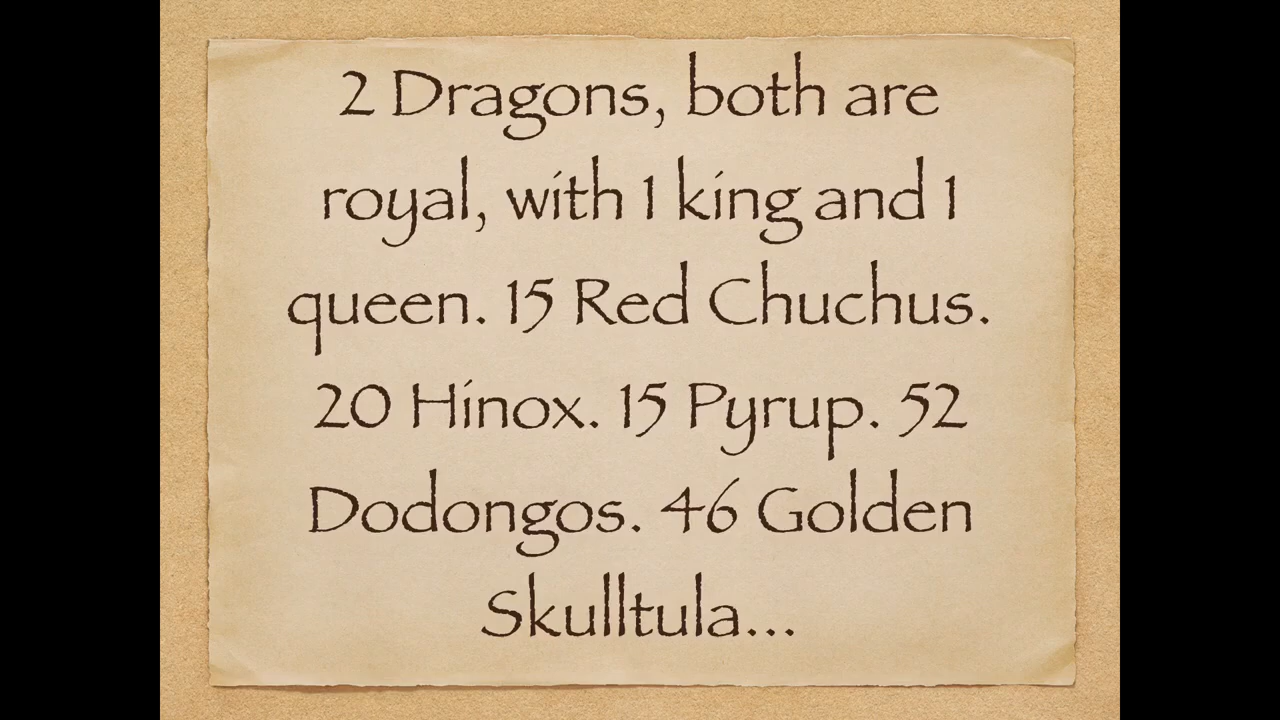 2 Dragons, both are
royal, with 1 king and 1
queen. 15 Red Chuchus.
20 Hinox. 15 Pyrup. 52
Dodongos. 46 Golden
Skulltula...